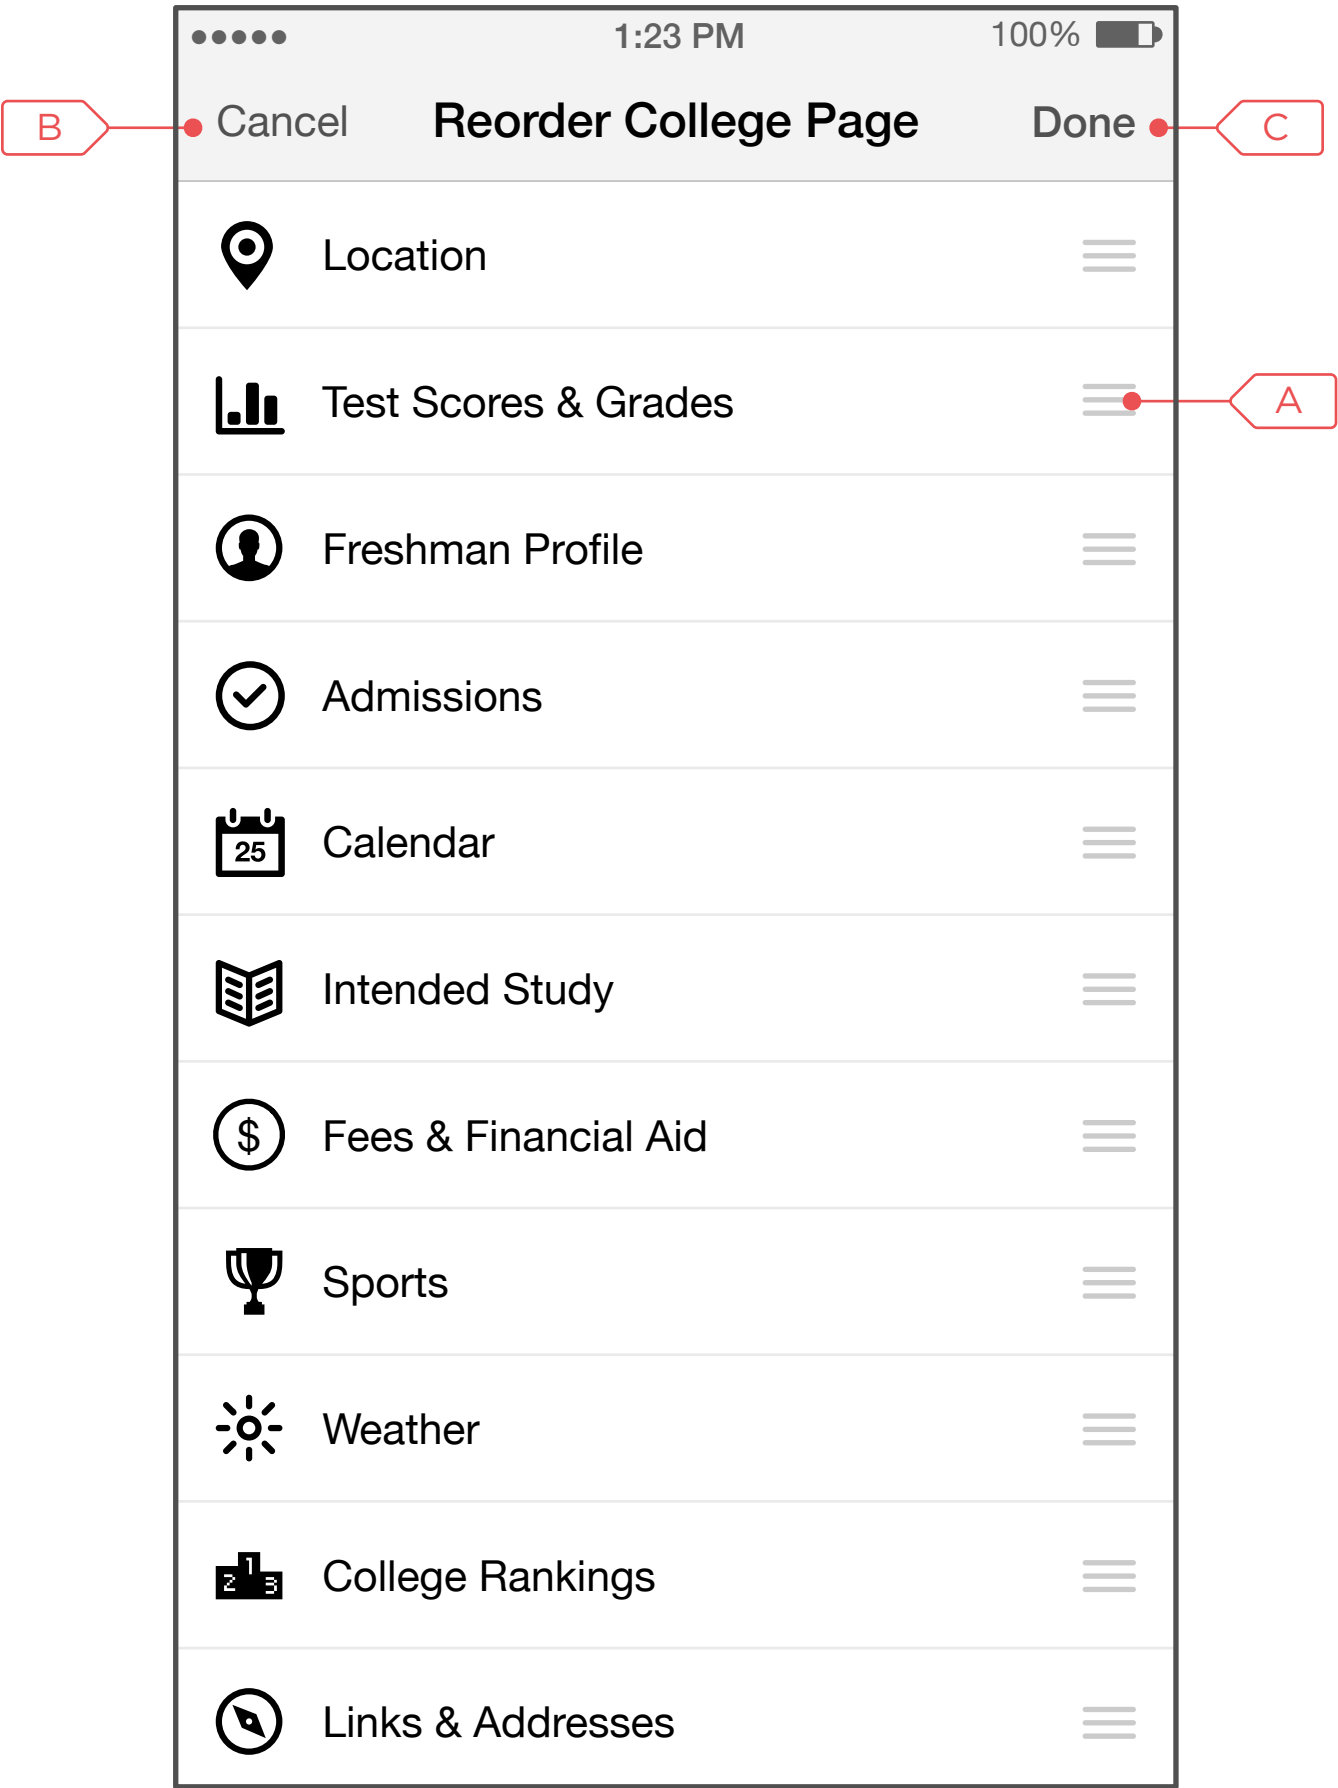 1:23 PM 100%
B Cancel Reorder College Page Done C
Location
Test Scores & Grades A
Freshman Profile
Admissions
25 Calendar
Intended Study
$ Fees & Financial Aid
Sports
Weather
2 1 3 College Rankings
Links & Addresses